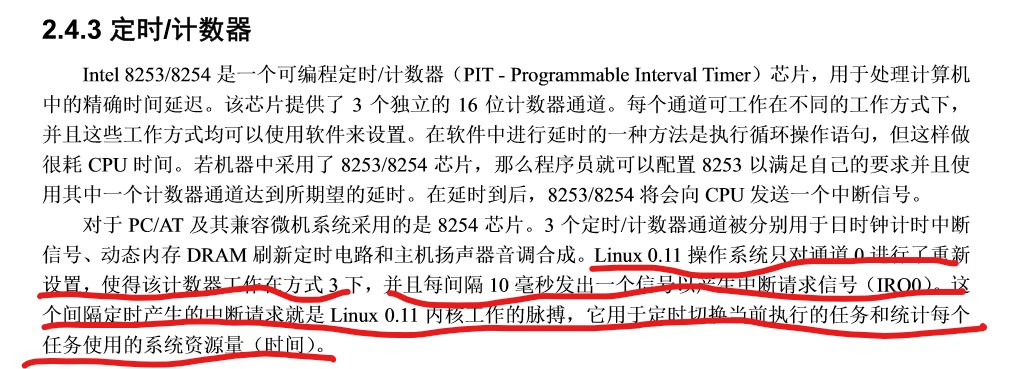 2.4.3 定时/计数器
Intel 8253/8254 是一个可编程定时/计数器（PIT - Programmable Interval Timer）芯片，用于处理计算机
中的精确时间延迟。该芯片提供了 3 个独立的 16 位计数器通道。每个通道可工作在不同的工作方式下，
并且这些工作方式均可以使用软件来设置。在软件中进行延时的一种方法是执行循环操作语句，但这样做
很耗 CPU 时间。若机器中采用了 8253/8254 芯片，那么程序员就可以配置 8253 以满足自己的要求并且使
用其中一个计数器通道达到所期望的延时。在延时到后，8253/8254 将会向 CPU 发送一个中断信号。
对于 PC/AT 及其兼容微机系统采用的是 8254 芯片。3 个定时/计数器通道被分别用于日时钟计时中断
信号、动态内存 DRAM 刷新定时电路和主机扬声器音调合成。Linux 0.11 操作系统只对通道 0 进行了重新
设置，使得该计数器工作在方式 3 下，并且每间隔 10 毫秒发出一个信号以产生中断请求信号（IRQ0）。这
个间隔定时产生的中断请求就是 Linux 0.11 内核工作的脉搏，它用于定时切换当前执行的任务和统计每个
任务使用的系统资源量（时间）。